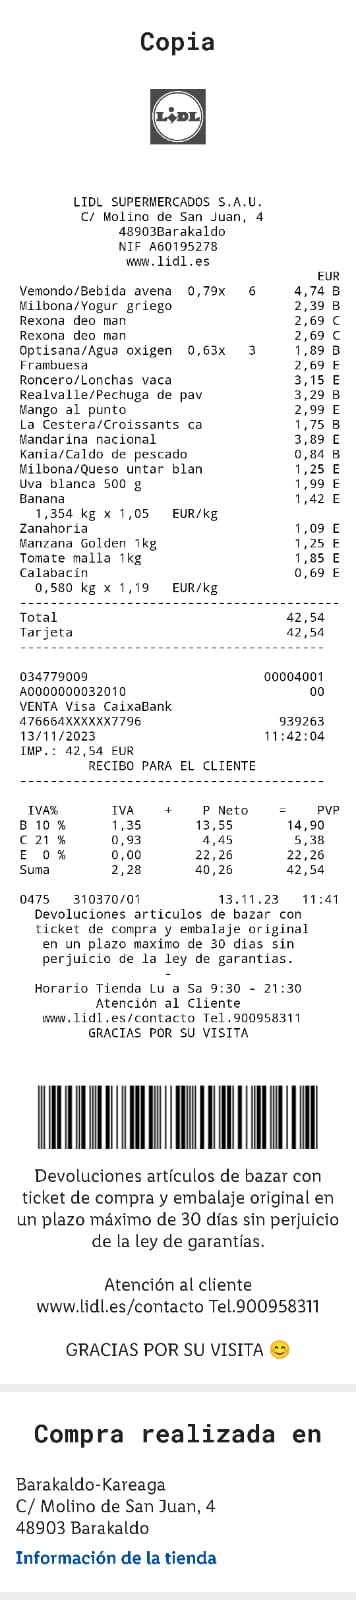 Copia
LIDL
LIDL SUPERMERCADOS S.A.U.
C/ Molino de San Juan, 4
48903Barakaldo
NIF A60195278
www.lidl.es
EUR
Vemondo/Bebida avena 0,79x 6 4,74 B
Milbona/Yogur griego 2,39 B
Rexona deo man 2,69 C
Rexona deo man 2,69 C
Optisana/Agua oxigen 0,63x 3 1,89 B
Frambuesa 2,69 E
Roncero/Lonchas vaca 3,15 E
Realvalle/Pechuga de pav 3,29 B
Mango al punto 2,99 E
La Cestera/Croissants ca 1,75 B
Mandarina nacional 3,89 E
Kania/Caldo de pescado 0,84 B
Milbona/Queso untar blan 1,25 E
Uva blanca 500 g 1,99 E
Banana 1,42 E
1,354 kg x 1,05 EUR/kg
Zanahoria 1,09 E
Manzana Golden 1kg 1,25 E
Tomate malla 1kg 1,85 E
Calabacín 0,69 E
0,580 kg x 1,19 EUR/kg
----------------------------------------
Total 42,54
Tarjeta 42,54
--------------------------------------
034779009 00004001
A0000000032010 00
VENTA Visa CaixaBank
476664XXXXXX7796 939263
13/11/2023 11:42:04
IMP.: 42,54 EUR
RECIBO PARA EL CLIENTE
--------------------------------------
IVA% IVA + P Neto = PVP
B 10 % 1,35 13,55 14,90
C 21 % 0,93 4,45 5,38
E 0 % 0,00 22,26 22,26
Suma 2,28 40,26 42,54
0475 310370/01 13.11.23 11:41
Devoluciones articulos de bazar con
ticket de compra y embalaje original
en un plazo maximo de 30 dias sin
perjuicio de la ley de garantias.
-
Horario Tienda Lu a Sa 9:30 - 21:30
Atención al Cliente
www.lidl.es/contacto Tel.900958311
GRACIAS POR SU VISITA
Devoluciones artículos de bazar con
ticket de compra y embalaje original en
un plazo máximo de 30 días sin perjuicio
de la ley de garantías.
Atención al cliente
www.lidl.es/contacto Tel.900958311
GRACIAS POR SU VISITA 😊
Compra realizada en
Barakaldo-Kareaga
C/ Molino de San Juan, 4
48903 Barakaldo
Información de la tienda